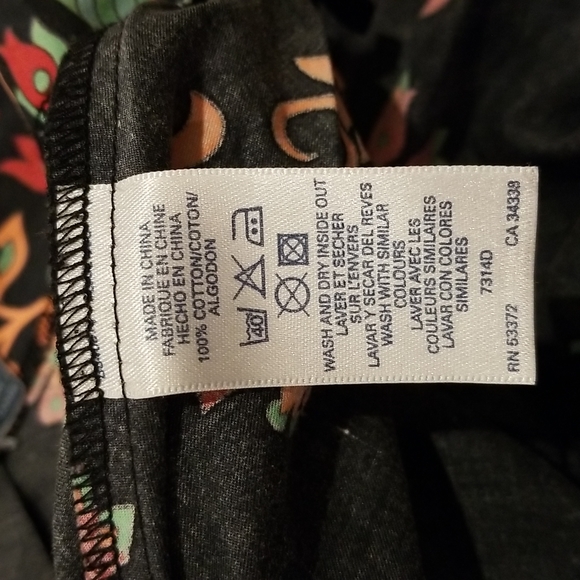 MADE IN CHINA
FABRIQUE EN CHINE
HECHO EN CHINA
100% COTTON/COTON/
ALGODON
40
WASH AND DRY INSIDE OUT
LAVER ET SECHER
SUR L'ENVERS
LAVAR Y SECAR DEL REVES
WASH WITH SIMILAR
COLOURS
LAVER AVEC LES
COULEURS SIMILAIRES
LAVAR CON COLORES
SIMILARES
7314D
RN 53372 CA 34338